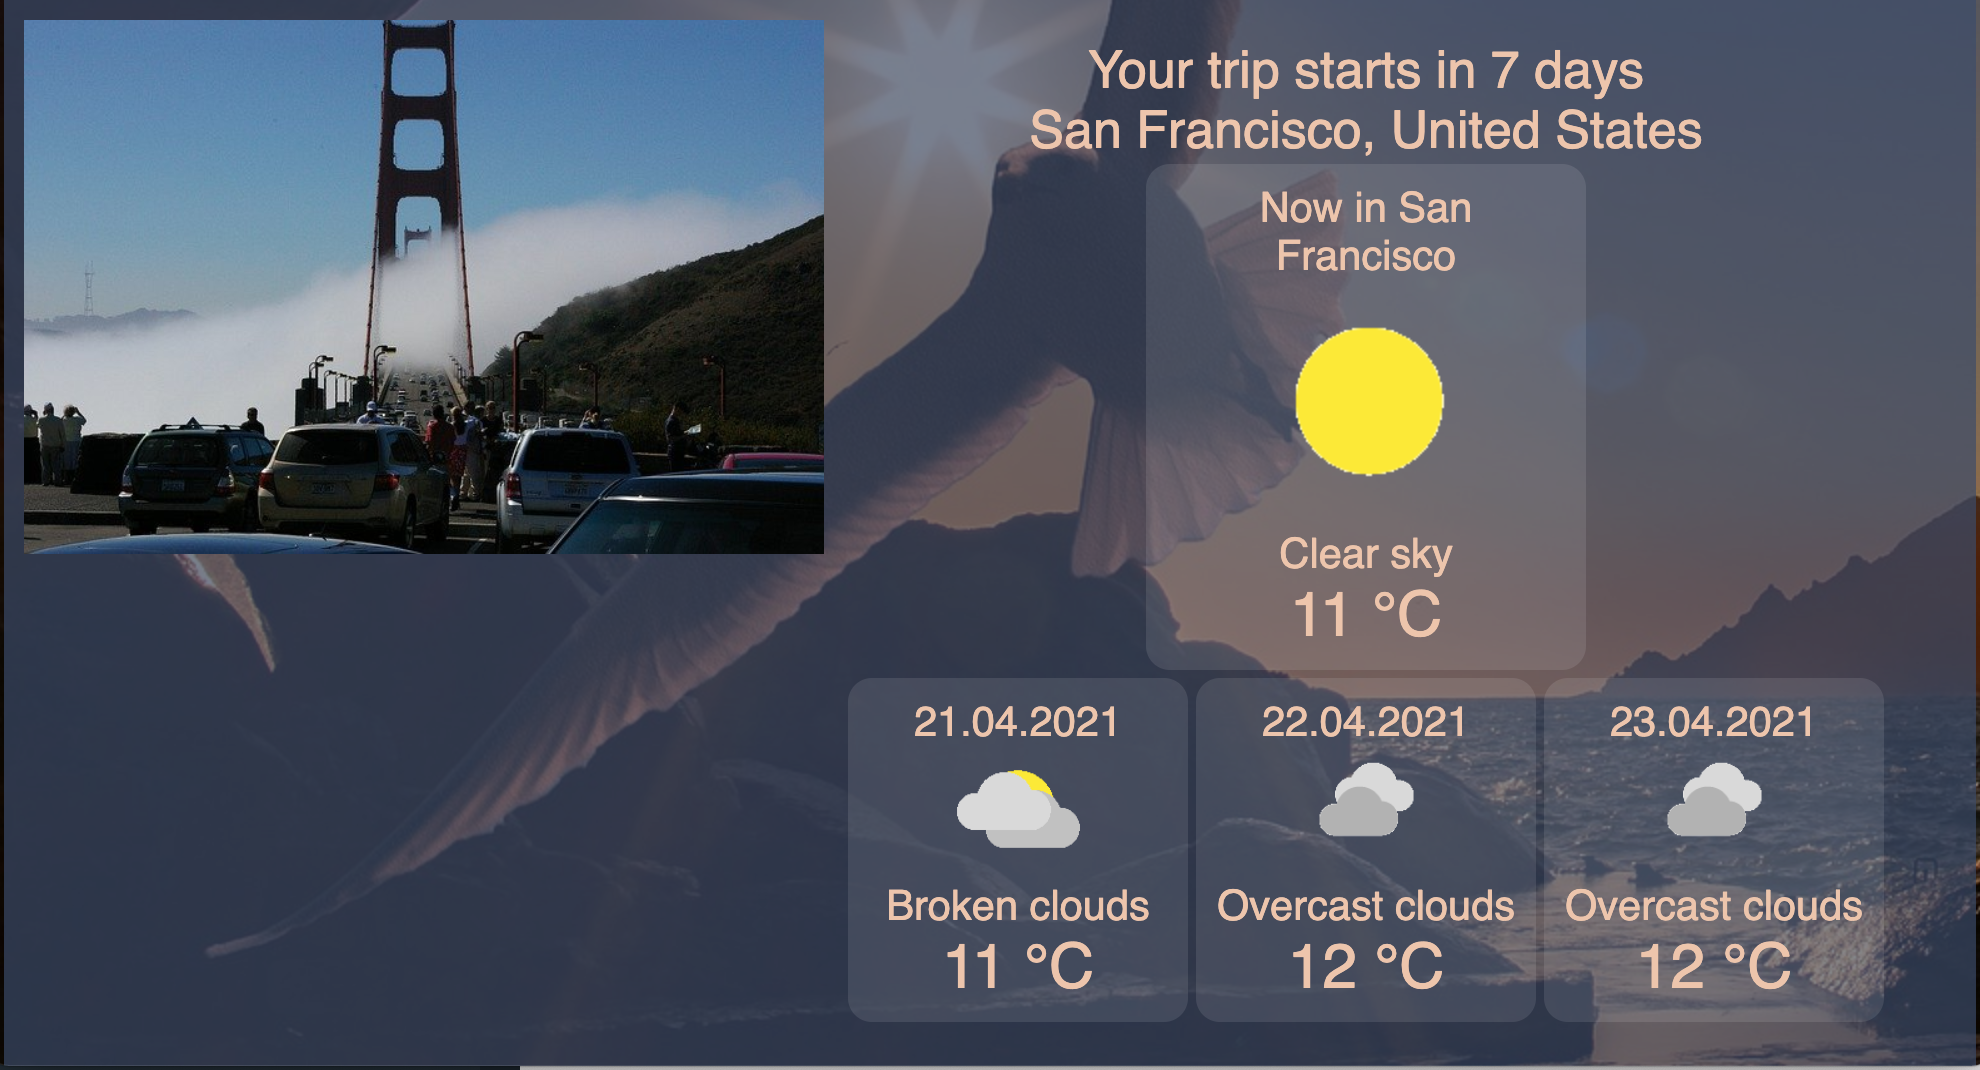 Your trip starts in 7 days
San Francisco, United States
Now in San
Francisco
Clear sky
11 °C
21.04.2021
Broken clouds
11 °C
22.04.2021
Overcast clouds
12 °C
23.04.2021
Overcast clouds
12 °C